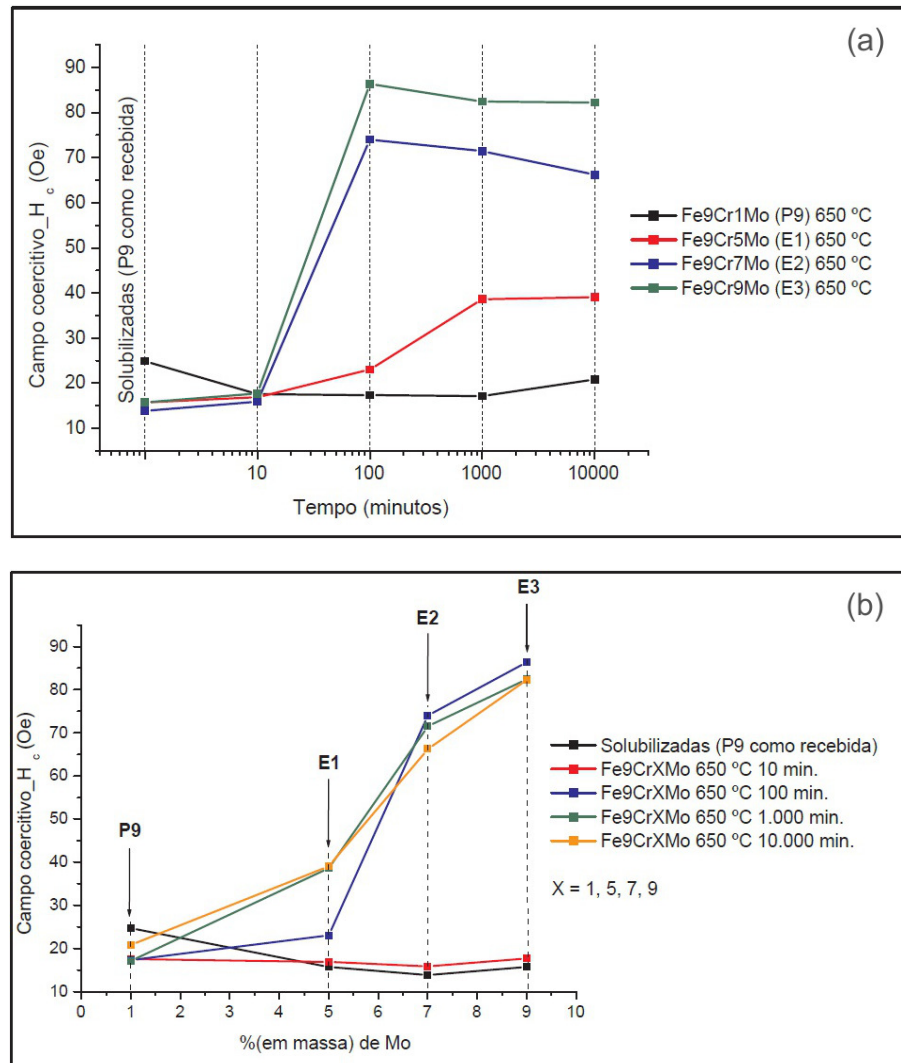 (a)
90
80
70
60
50
40
30
20
10
Campo coercitivo_H c (Oe)
Solubilizadas (P9 como recebida)
10
100
1000
10000
Tempo (minutos)
Fe9Cr1Mo (P9) 650 ºC
Fe9Cr5Mo (E1) 650 ºC
Fe9Cr7Mo (E2) 650 ºC
Fe9Cr9Mo (E3) 650 ºC
(b)
E3
E2
E1
P9
90
80
70
60
50
40
30
20
10
Campo coercitivo_H c (Oe)
0 1 2 3 4 5 6 7 8 9 10
%(em massa) de Mo
Solubilizadas (P9 como recebida)
Fe9CrXMo 650 ºC 10 min.
Fe9CrXMo 650 ºC 100 min.
Fe9CrXMo 650 ºC 1.000 min.
Fe9CrXMo 650 ºC 10.000 min.
X = 1, 5, 7, 9